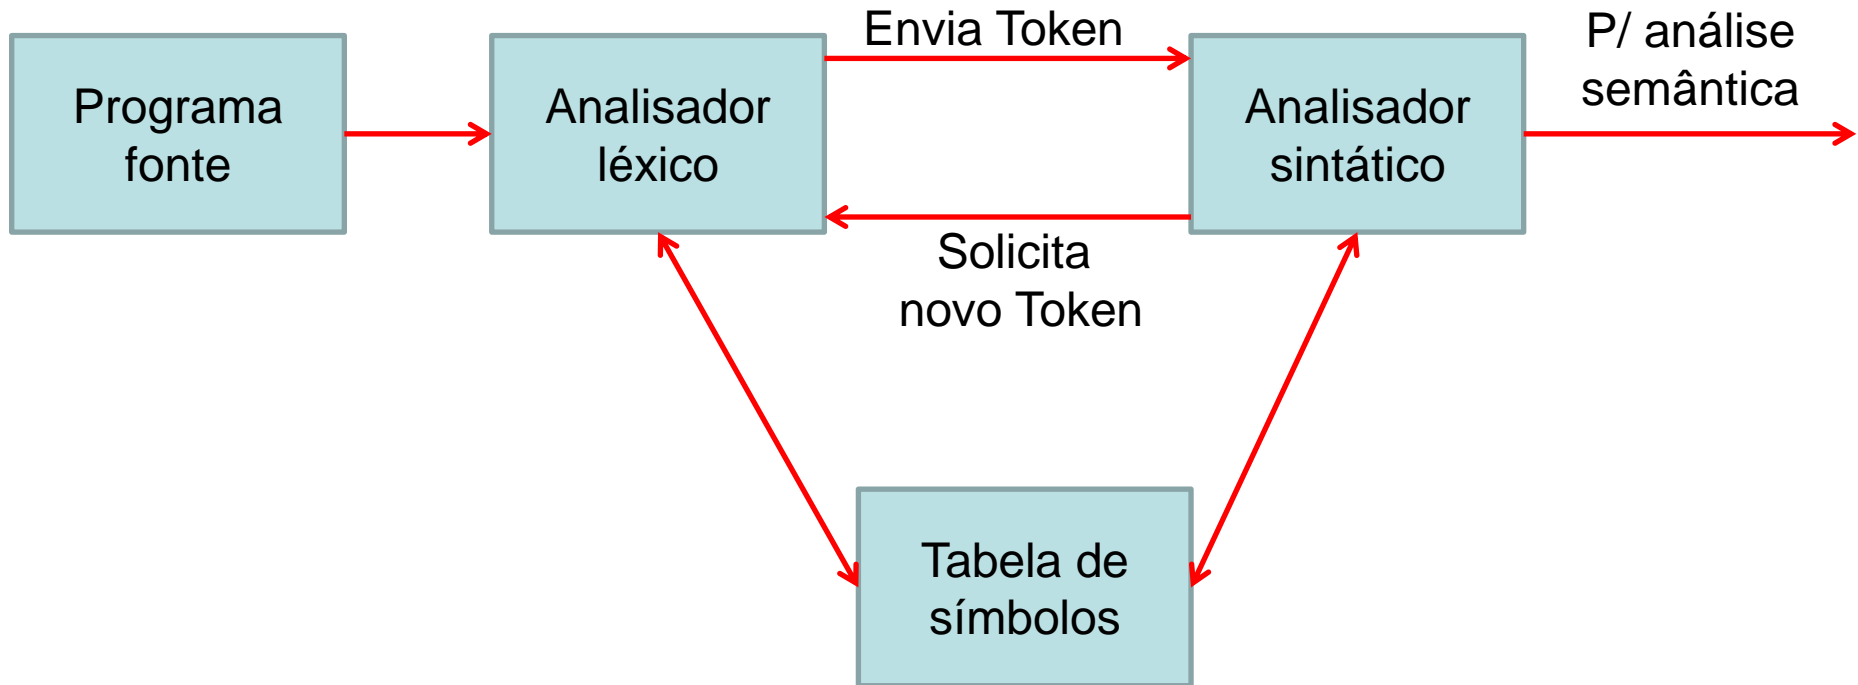 Programa
fonte
Analisador
léxico
Envia Token
Solicita
novo Token
Analisador
sintático
P/ análise
semântica
Tabela de
símbolos